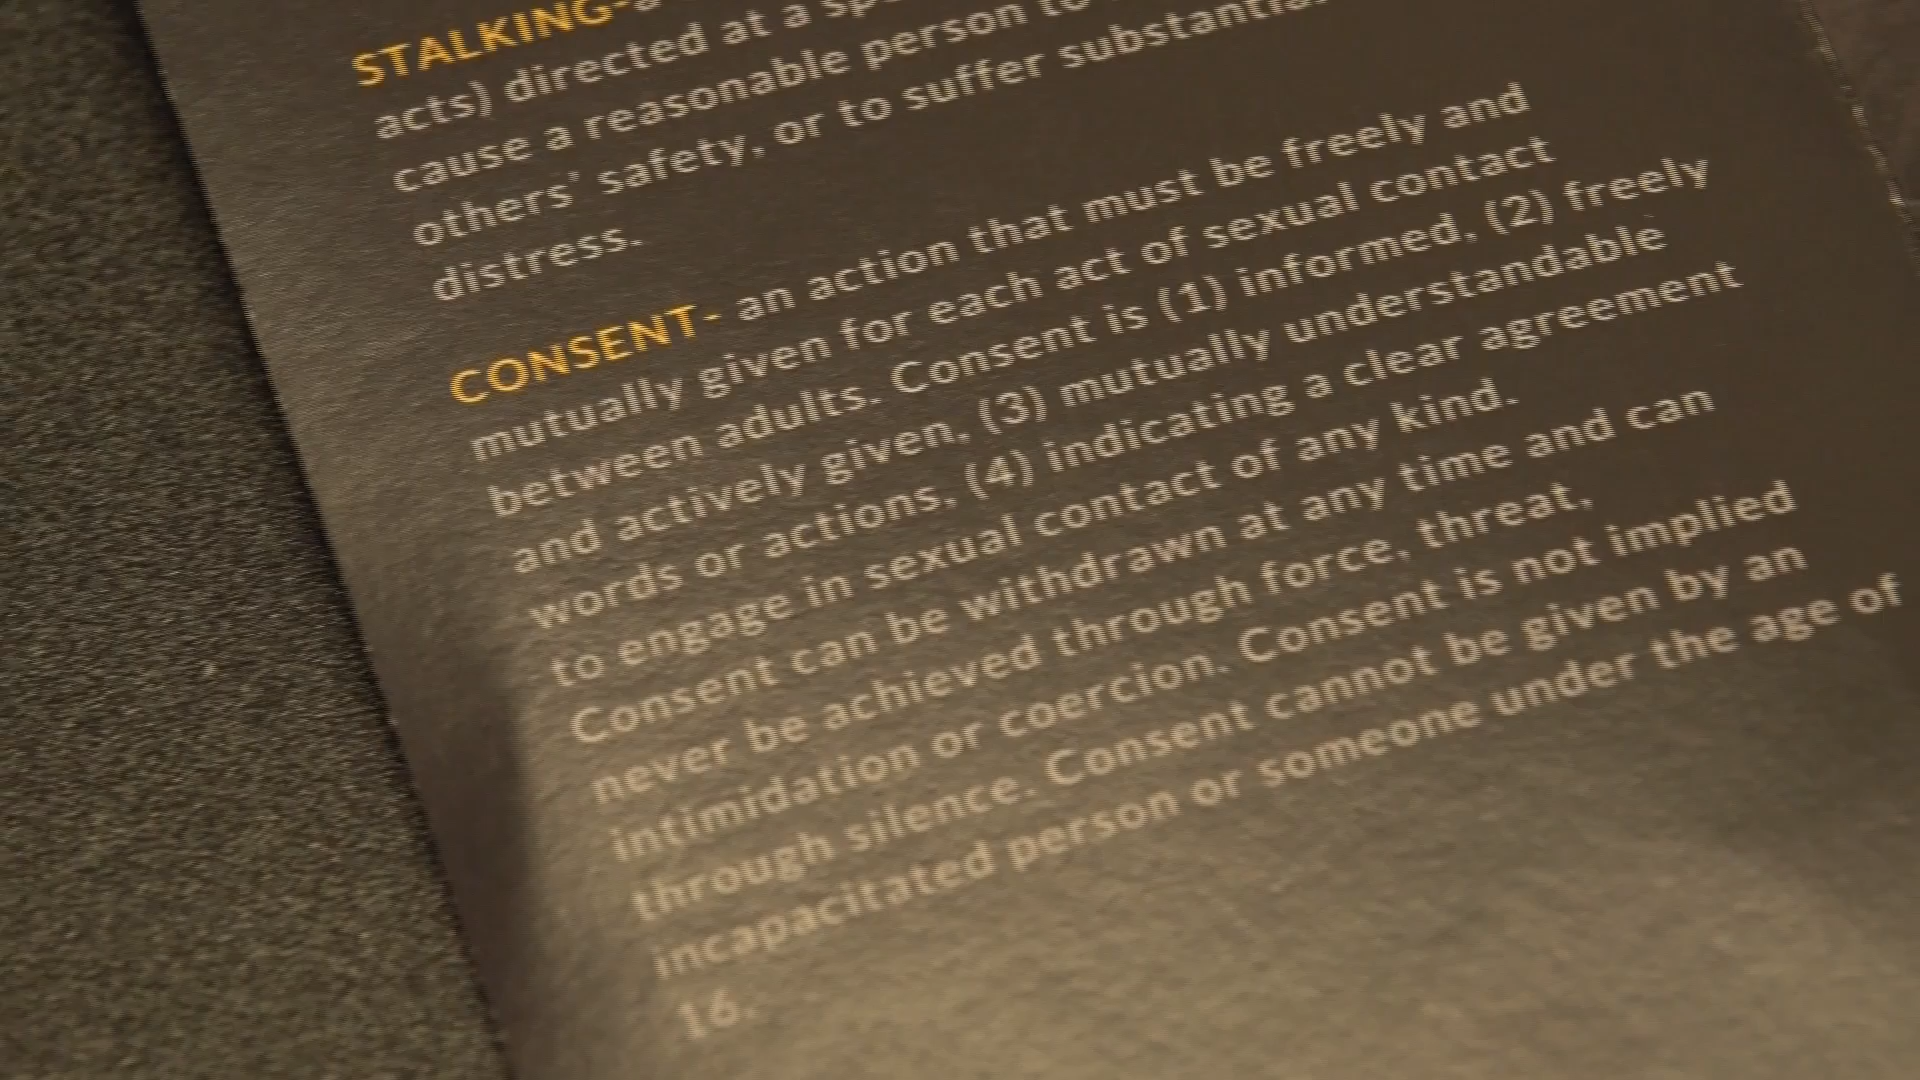 STALKING-a
acts) directed at a
cause a reasonable person to
others' safety, or to suffer substantial
distress.
CONSENT- an action that must be freely and
mutually given for each act of sexual contact
between adults. Consent is (1) informed, (2) freely
and actively given, (3) mutually understandable
words or actions, (4) indicating a clear agreement
to engage in sexual contact of any kind.
Consent can be withdrawn at any time and can
never be achieved through force, threat,
intimidation or coercion. Consent is not implied
through silence. Consent cannot be given by an
incapacitated person or someone under the age of
16.